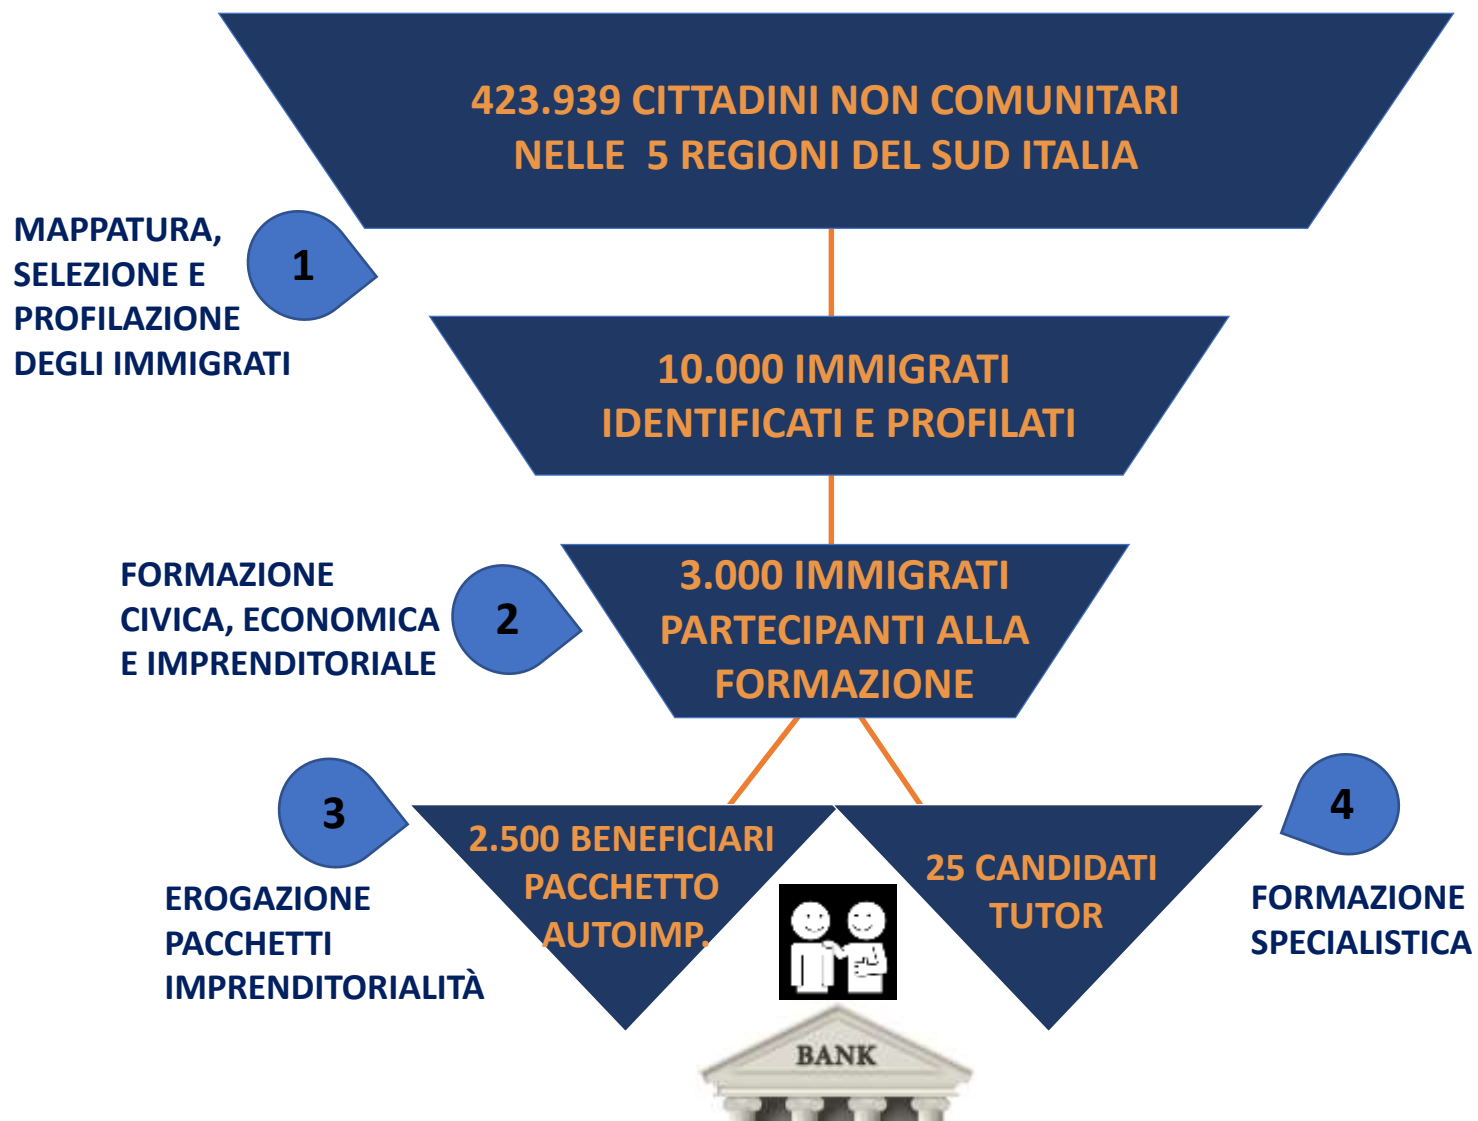 423.939 CITTADINI NON COMUNITARI
NELLE 5 REGIONI DEL SUD ITALIA
MAPPATURA,
SELEZIONE E
PROFILAZIONE
DEGLI IMMIGRATI
1
10.000 IMMIGRATI
IDENTIFICATI E PROFILATI
FORMAZIONE
CIVICA, ECONOMICA
E IMPRENDITORIALE
2
3.000 IMMIGRATI
PARTECIPANTI ALLA
FORMAZIONE
3
EROGAZIONE
PACCHETTI
IMPRENDITORIALITÀ
2.500 BENEFICIARI
PACCHETTO
AUTOIMP.
25 CANDIDATI
TUTOR
4
FORMAZIONE
SPECIALISTICA
BANK